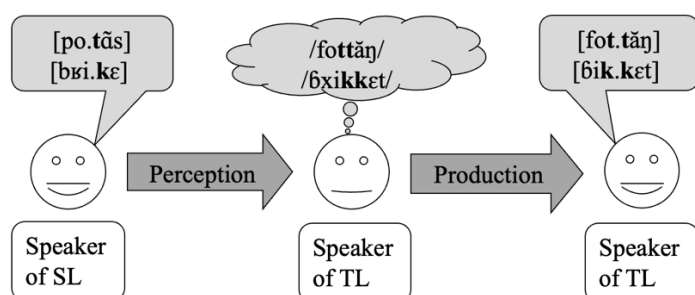 [po.tɑ̃s]
[bʁi.kɛ]
/fottăŋ/
/ɓxikkɛt/
[fot.tăŋ]
[ɓik.kɛt]
Perception
Production
Speaker
of SL
Speaker
of TL
Speaker
of TL